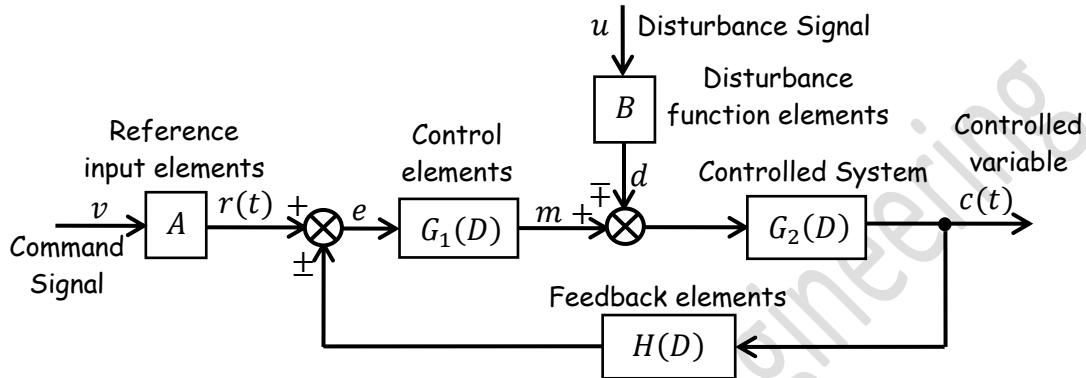 u
Disturbance Signal
B
Disturbance
function elements
∓
d
Reference
input elements
Control
elements
Controlled System
Controlled
variable
v
A
r(t)
+
±
e
G₁(D)
m
+
G₂(D)
c(t)
Command
Signal
Feedback elements
H(D)